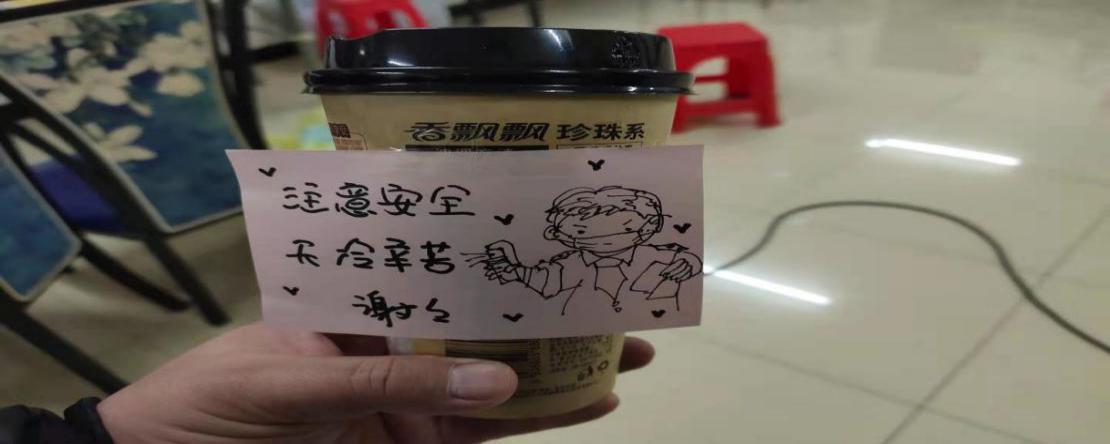 香飘飘 珍珠系
注意安全
天冷辛苦
谢谢